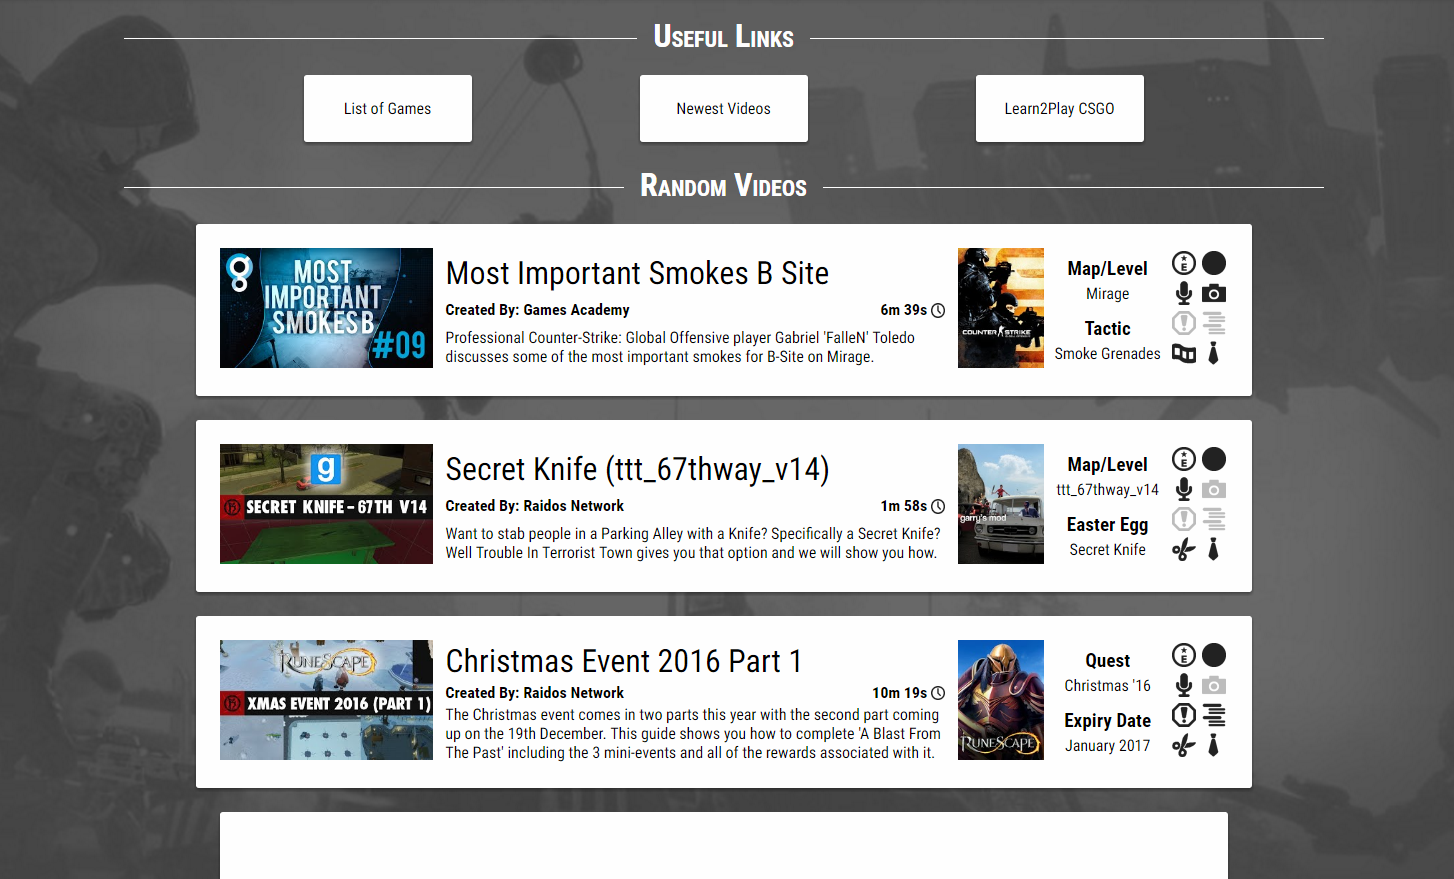 Useful Links
List of Games
Newest Videos
Learn2Play CSGO
Random Videos
MOST
IMPORTANT
SMOKES B
#09
Most Important Smokes B Site
Created By: Games Academy
6m 39s
Professional Counter-Strike: Global Offensive player Gabriel 'FalleN' Toledo
discusses some of the most important smokes for B-Site on Mirage.
COUNTER STRIKE
Map/Level
Mirage
Tactic
Smoke Grenades
E
g
SECRET KNIFE - 67TH V14
Secret Knife (ttt_67thway_v14)
Created By: Raidos Network
1m 58s
Want to stab people in a Parking Alley with a Knife? Specifically a Secret Knife?
Well Trouble In Terrorist Town gives you that option and we will show you how.
garry's mod
Map/Level
ttt_67thway_v14
Easter Egg
Secret Knife
E
RUNESCAPE
XMAS EVENT 2016 (PART 1)
Christmas Event 2016 Part 1
Created By: Raidos Network
10m 19s
The Christmas event comes in two parts this year with the second part coming
up on the 19th December. This guide shows you how to complete 'A Blast From
The Past' including the 3 mini-events and all of the rewards associated with it.
RUNESCAPE
Quest
Christmas '16
Expiry Date
January 2017
E